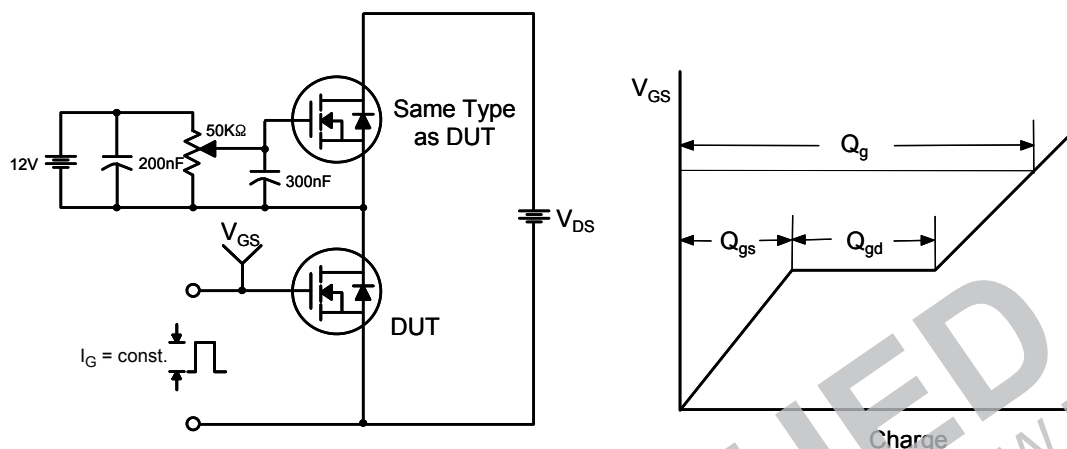 12V
200nF
50KΩ
300nF
Same Type
as DUT
V_DS
V_GS
DUT
I_G = const.
V_GS
Q_g
Q_gs
Q_gd
Charge